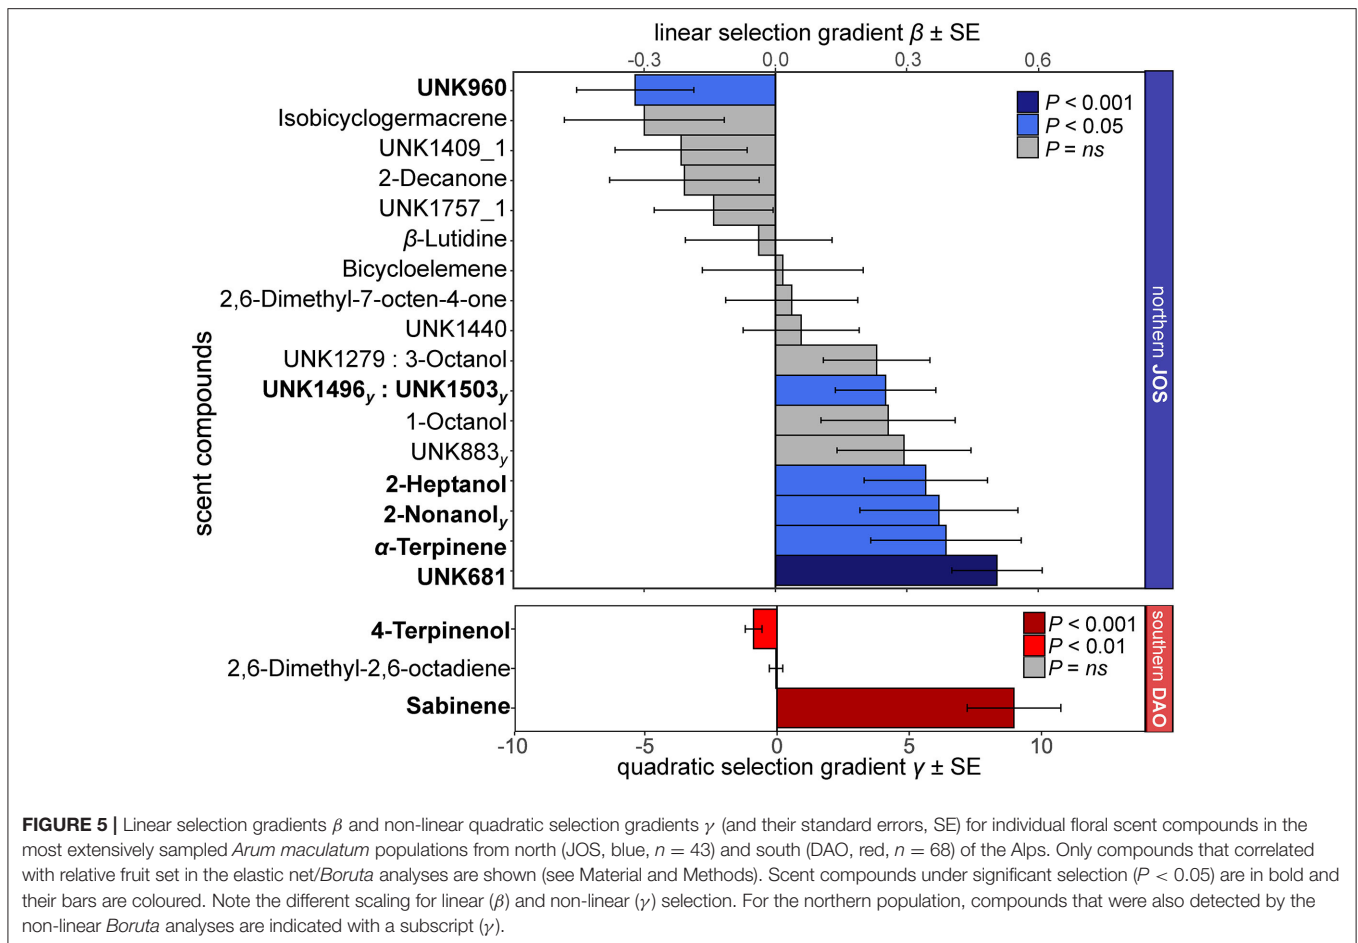 linear selection gradient β ± SE
-0.3 0.0 0.3 0.6
UNK960
Isobicyclogermacrene
UNK1409_1
2-Decanone
UNK1757_1
β-Lutidine
Bicycloelemene
2,6-Dimethyl-7-octen-4-one
UNK1440
UNK1279 : 3-Octanol
UNK1496γ : UNK1503γ
1-Octanol
UNK883γ
2-Heptanol
2-Nonanolγ
α-Terpinene
UNK681
P < 0.001
P < 0.05
P = ns
northern JOS
scent compounds
4-Terpinenol
2,6-Dimethyl-2,6-octadiene
Sabinene
P < 0.001
P < 0.01
P = ns
southern DAO
-10 -5 0 5 10
quadratic selection gradient γ ± SE
FIGURE 5 | Linear selection gradients β and non-linear quadratic selection gradients γ (and their standard errors, SE) for individual floral scent compounds in the
most extensively sampled Arum maculatum populations from north (JOS, blue, n = 43) and south (DAO, red, n = 68) of the Alps. Only compounds that correlated
with relative fruit set in the elastic net/Boruta analyses are shown (see Material and Methods). Scent compounds under significant selection (P < 0.05) are in bold and
their bars are coloured. Note the different scaling for linear (β) and non-linear (γ) selection. For the northern population, compounds that were also detected by the
non-linear Boruta analyses are indicated with a subscript (γ).